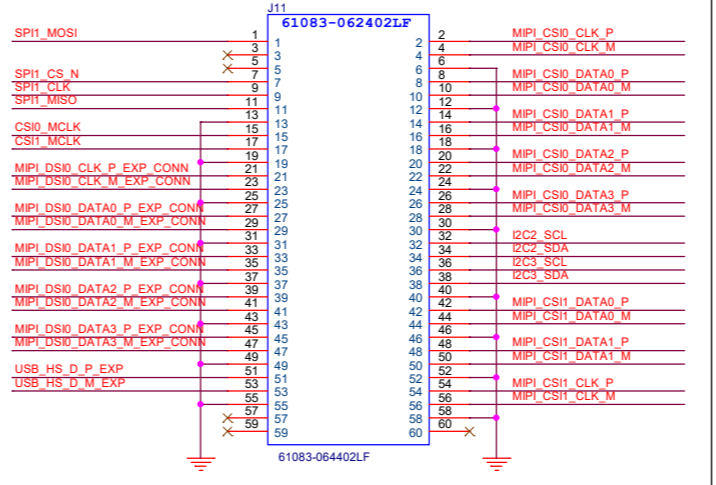 J11
61083-062402LF
SPI1_MOSI 1 1 2 2 MIPI_CSI0_CLK_P
3 3 4 4 MIPI_CSI0_CLK_M
5 5 6 6
SPI1_CS_N 7 7 8 8 MIPI_CSI0_DATA0_P
SPI1_CLK 9 9 10 10 MIPI_CSI0_DATA0_M
SPI1_MISO 11 11 12 12
13 13 14 14 MIPI_CSI0_DATA1_P
CSI0_MCLK 15 15 16 16 MIPI_CSI0_DATA1_M
CSI1_MCLK 17 17 18 18
19 19 20 20 MIPI_CSI0_DATA2_P
MIPI_DSI0_CLK_P_EXP_CONN 21 21 22 22 MIPI_CSI0_DATA2_M
MIPI_DSI0_CLK_M_EXP_CONN 23 23 24 24
25 25 26 26 MIPI_CSI0_DATA3_P
MIPI_DSI0_DATA0_P_EXP_CONN 27 27 28 28 MIPI_CSI0_DATA3_M
MIPI_DSI0_DATA0_M_EXP_CONN 29 29 30 30
31 31 32 32 I2C2_SCL
MIPI_DSI0_DATA1_P_EXP_CONN 33 33 34 34 I2C2_SDA
MIPI_DSI0_DATA1_M_EXP_CONN 35 35 36 36 I2C3_SCL
37 37 38 38 I2C3_SDA
MIPI_DSI0_DATA2_P_EXP_CONN 39 39 40 40
MIPI_DSI0_DATA2_M_EXP_CONN 41 41 42 42 MIPI_CSI1_DATA0_P
43 43 44 44 MIPI_CSI1_DATA0_M
MIPI_DSI0_DATA3_P_EXP_CONN 45 45 46 46
MIPI_DSI0_DATA3_M_EXP_CONN 47 47 48 48 MIPI_CSI1_DATA1_P
49 49 50 50 MIPI_CSI1_DATA1_M
USB_HS_D_P_EXP 51 51 52 52
USB_HS_D_M_EXP 53 53 54 54 MIPI_CSI1_CLK_P
55 55 56 56 MIPI_CSI1_CLK_M
57 57 58 58
59 59 60 60
61083-064402LF